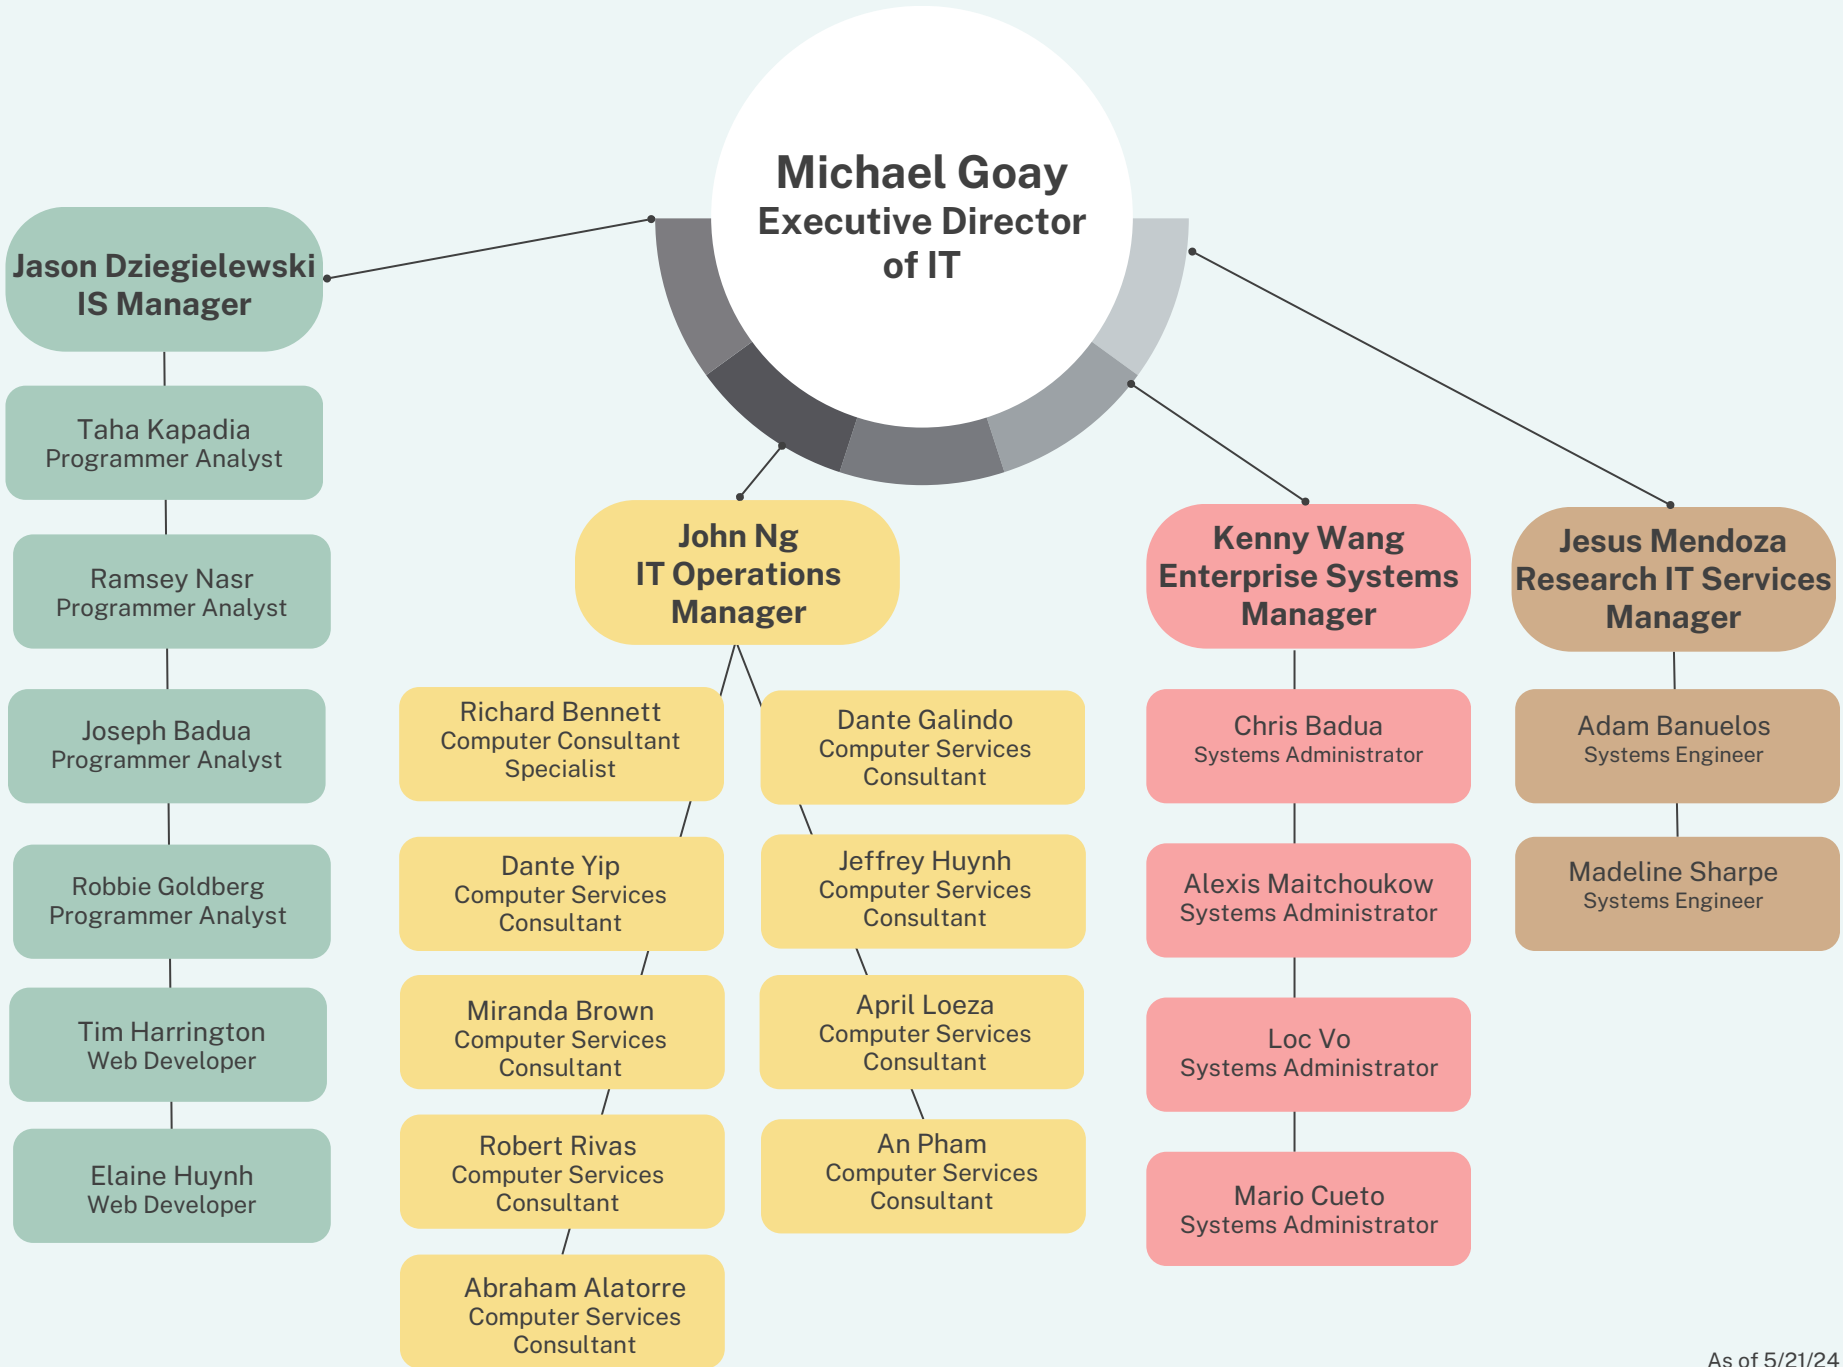 Michael Goay
Executive Director
of IT
Jason Dziegielewski
IS Manager
Taha Kapadia
Programmer Analyst
Ramsey Nasr
Programmer Analyst
Joseph Badua
Programmer Analyst
Robbie Goldberg
Programmer Analyst
Tim Harrington
Web Developer
Elaine Huynh
Web Developer
John Ng
IT Operations
Manager
Richard Bennett
Computer Consultant
Specialist
Dante Yip
Computer Services
Consultant
Miranda Brown
Computer Services
Consultant
Robert Rivas
Computer Services
Consultant
Abraham Alatorre
Computer Services
Consultant
Dante Galindo
Computer Services
Consultant
Jeffrey Huynh
Computer Services
Consultant
April Loeza
Computer Services
Consultant
An Pham
Computer Services
Consultant
Kenny Wang
Enterprise Systems
Manager
Chris Badua
Systems Administrator
Alexis Maitchoukow
Systems Administrator
Loc Vo
Systems Administrator
Mario Cueto
Systems Administrator
Jesus Mendoza
Research IT Services
Manager
Adam Banuelos
Systems Engineer
Madeline Sharpe
Systems Engineer
As of 5/21/24